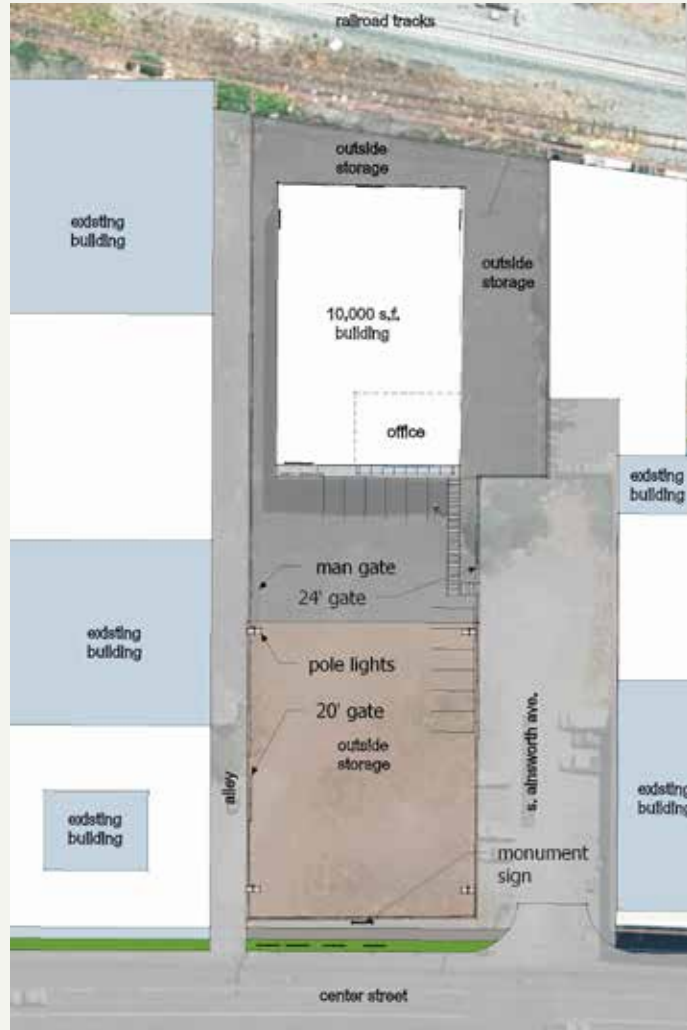 railroad tracks
outside
storage
existing
building
outside
storage
10,000 s.f.
building
office
existing
building
man gate
24' gate
existing
building
pole lights
20' gate
outside
storage
alley
s. ainsworth ave.
existing
building
existing
building
monument
sign
center street